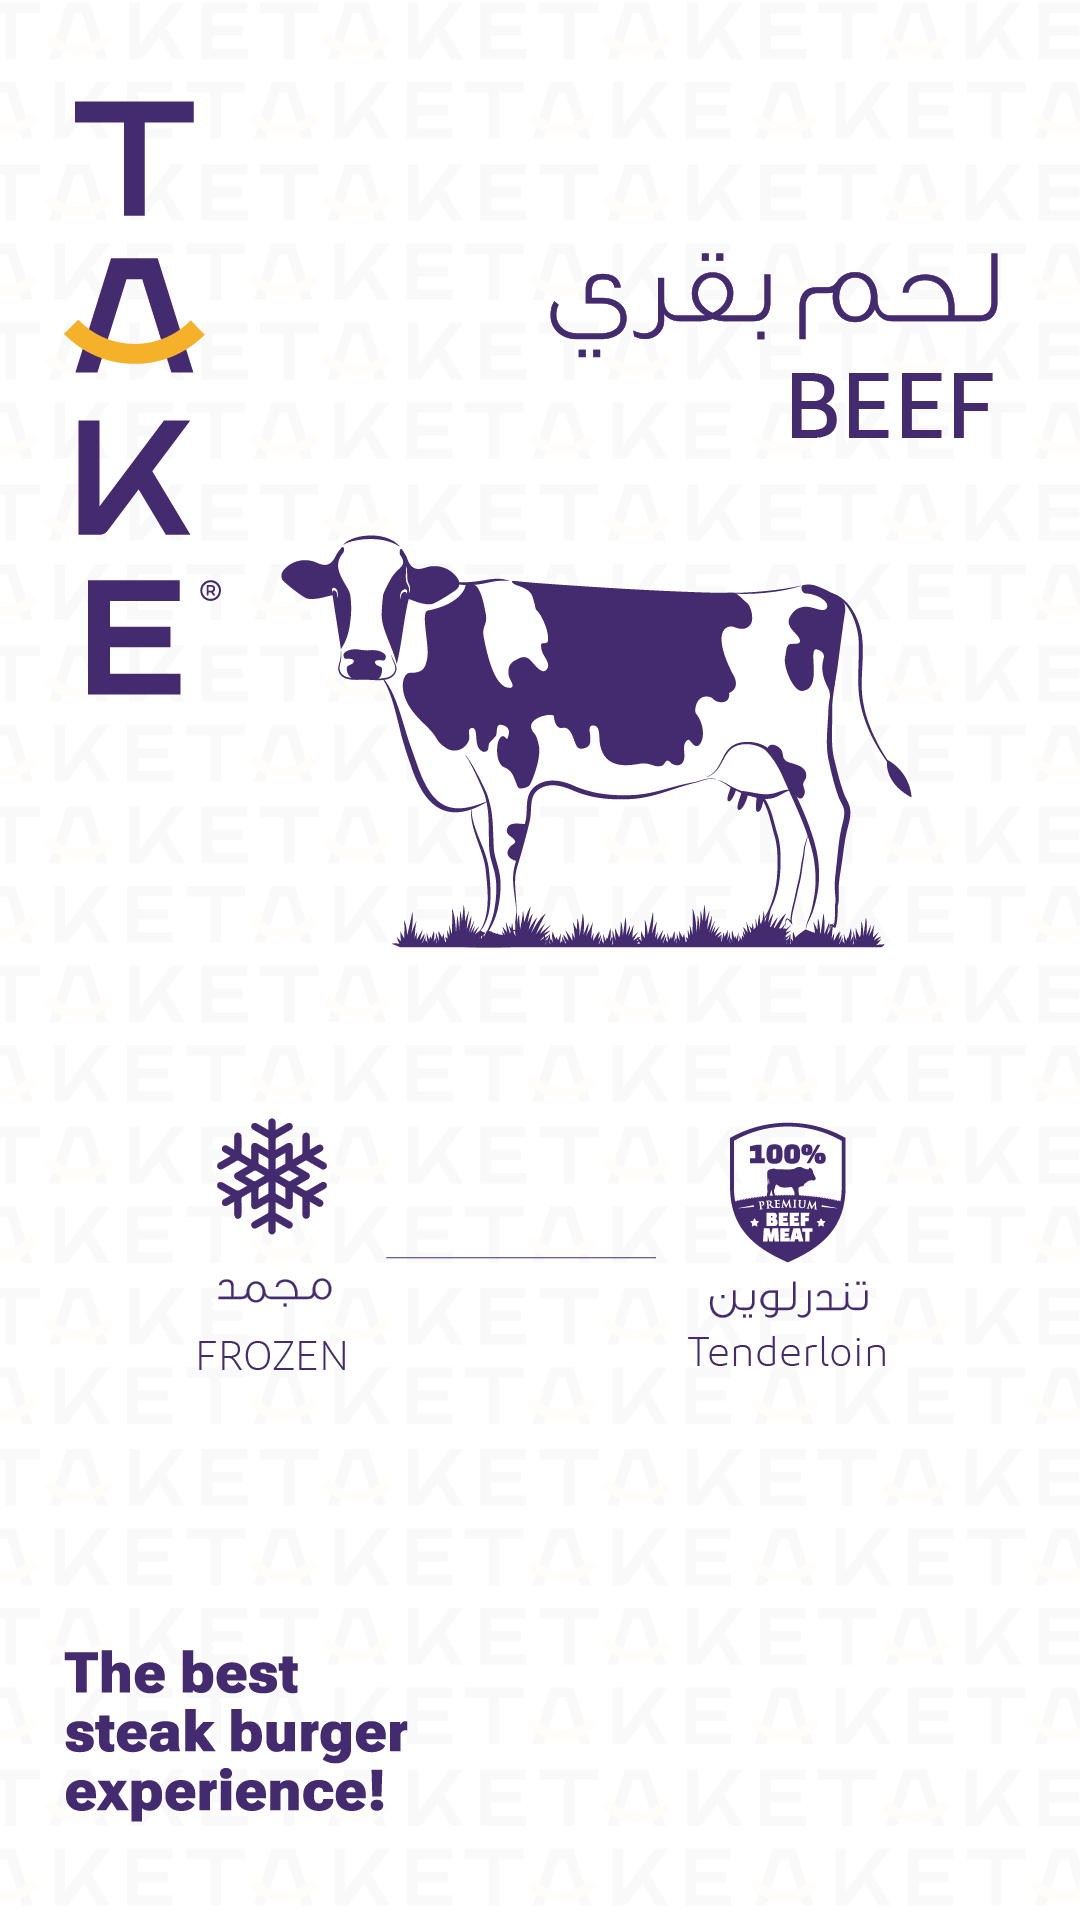 TAKE®
لحم بقري
BEEF
100%
PREMIUM
BEEF
MEAT
مجمد
FROZEN
تندرلوين
Tenderloin
The best
steak burger
experience!